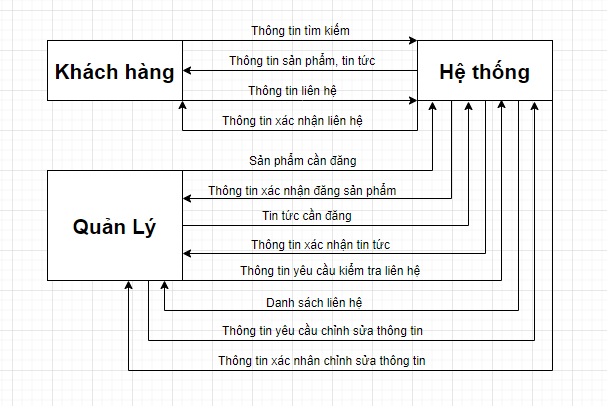 Thông tin tìm kiếm
Khách hàng
Hệ thống
Thông tin sản phẩm, tin tức
Thông tin liên hệ
Thông tin xác nhận liên hệ
Sản phẩm cần đăng
Thông tin xác nhận đăng sản phẩm
Quản Lý
Tin tức cần đăng
Thông tin xác nhận tin tức
Thông tin yêu cầu kiểm tra liên hệ
Danh sách liên hệ
Thông tin yêu cầu chỉnh sửa thông tin
Thông tin xác nhân chỉnh sửa thông tin